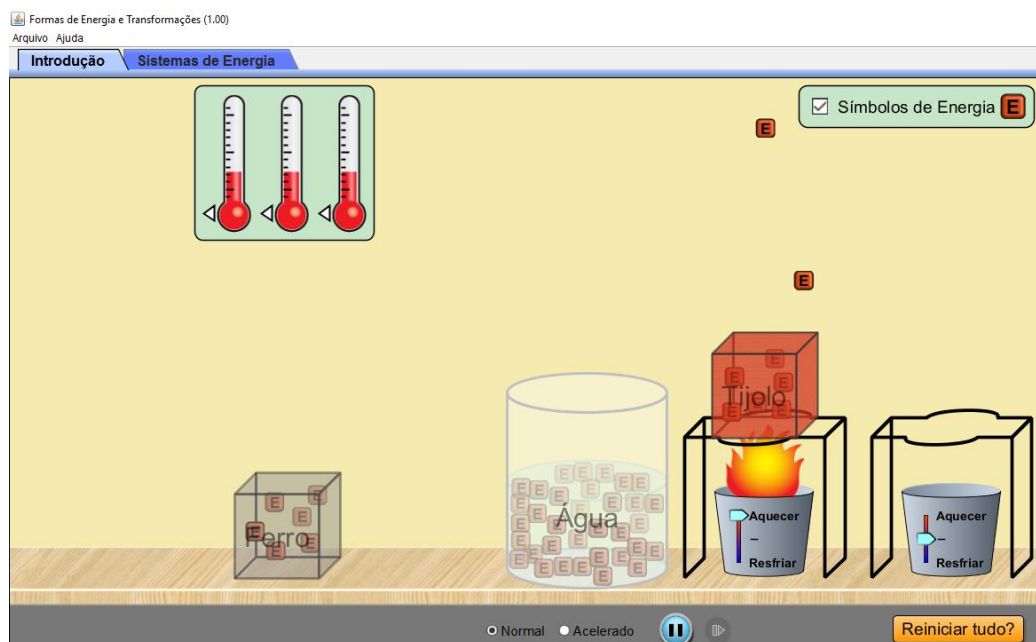 Formas de Energia e Transformações (1.00)
Arquivo Ajuda
Introdução Sistemas de Energia
Símbolos de Energia E
E
E
Tijolo
E
E
E
E
E
Ferro
E
E
E
E
E
Água
E E E E E E E E E E E E E E E E E E E E E E E E E E E E E E
Aquecer
–
Resfriar
Aquecer
–
Resfriar
Normal Acelerado
Reiniciar tudo?